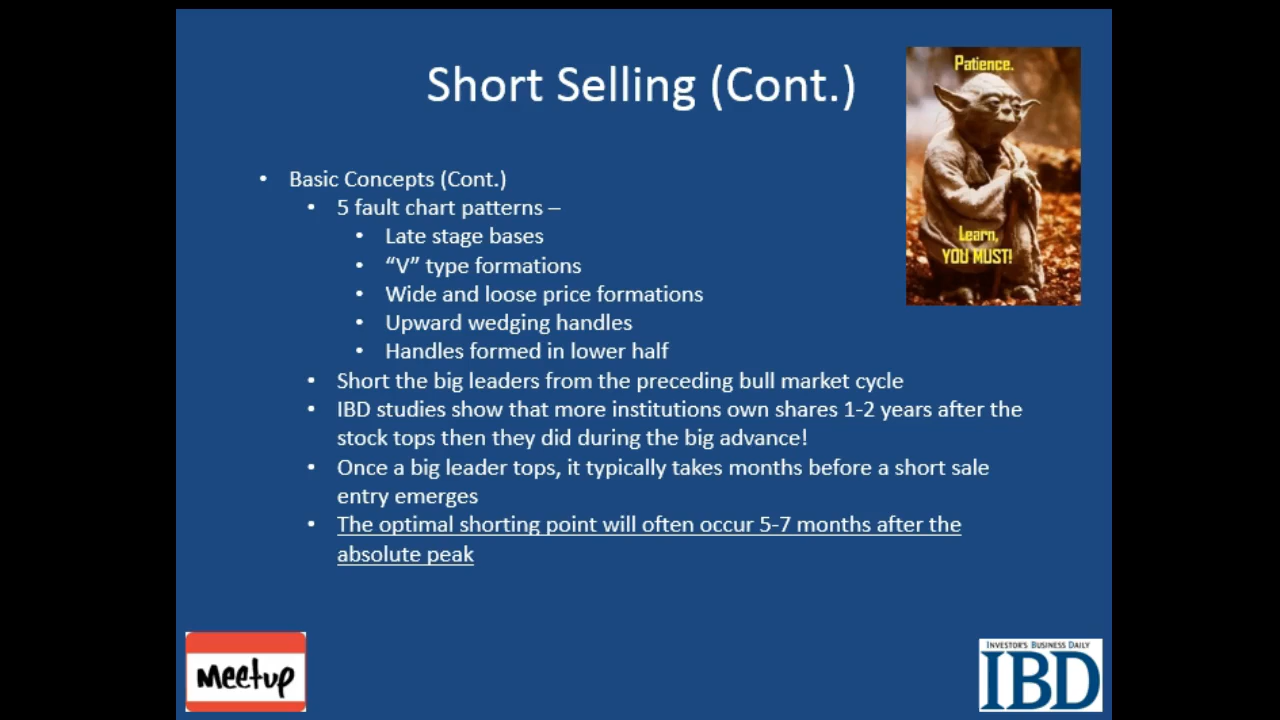 Short Selling (Cont.)
Patience.
Learn,
YOU MUST!
• Basic Concepts (Cont.)
• 5 fault chart patterns –
• Late stage bases
• “V” type formations
• Wide and loose price formations
• Upward wedging handles
• Handles formed in lower half
• Short the big leaders from the preceding bull market cycle
• IBD studies show that more institutions own shares 1-2 years after the
stock tops then they did during the big advance!
• Once a big leader tops, it typically takes months before a short sale
entry emerges
• The optimal shorting point will often occur 5-7 months after the
absolute peak
Meetup
INVESTOR'S BUSINESS DAILY
IBD